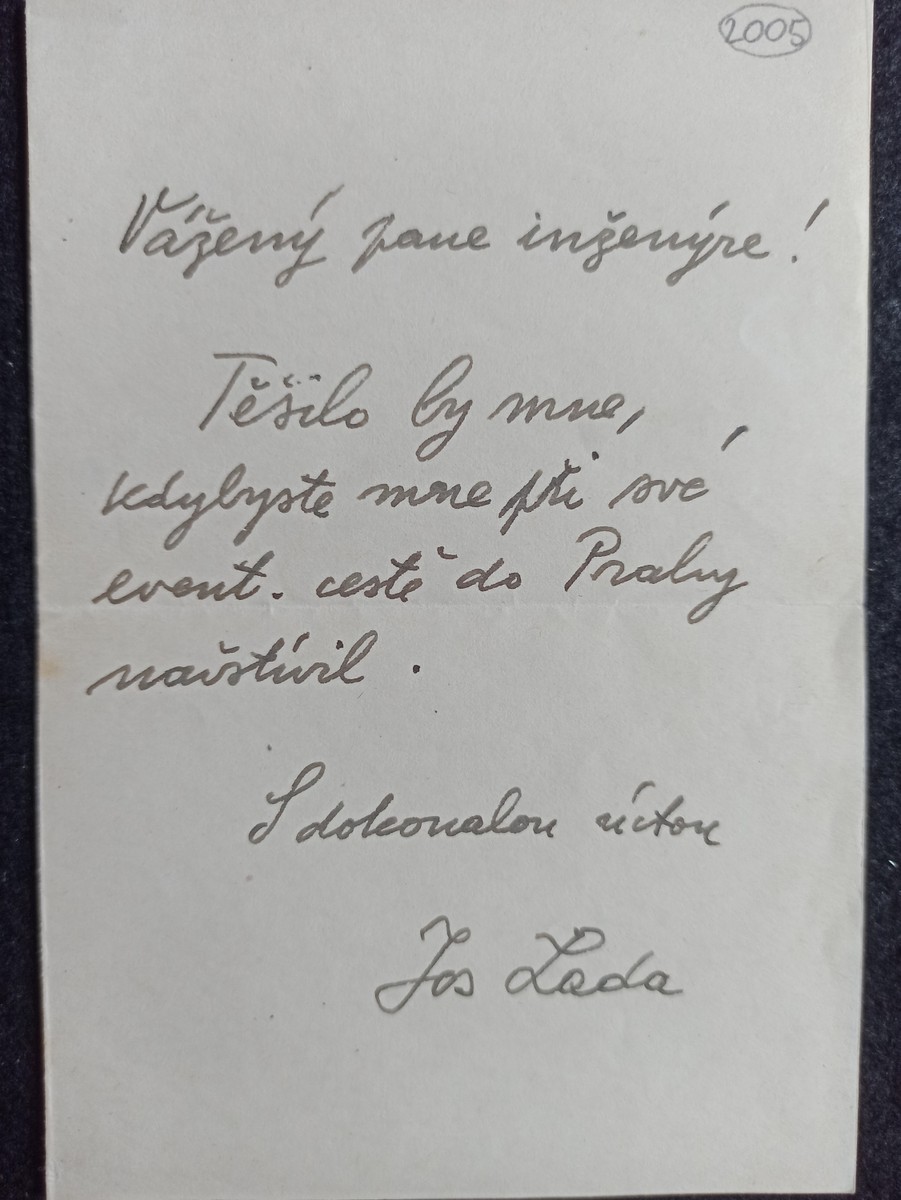 2005
Vážený pane inženýre!
Těšilo by mne,
kdybyste mne při své
event. cestě do Prahy
navštívil.
S dokonalou úctou
Jos Lada